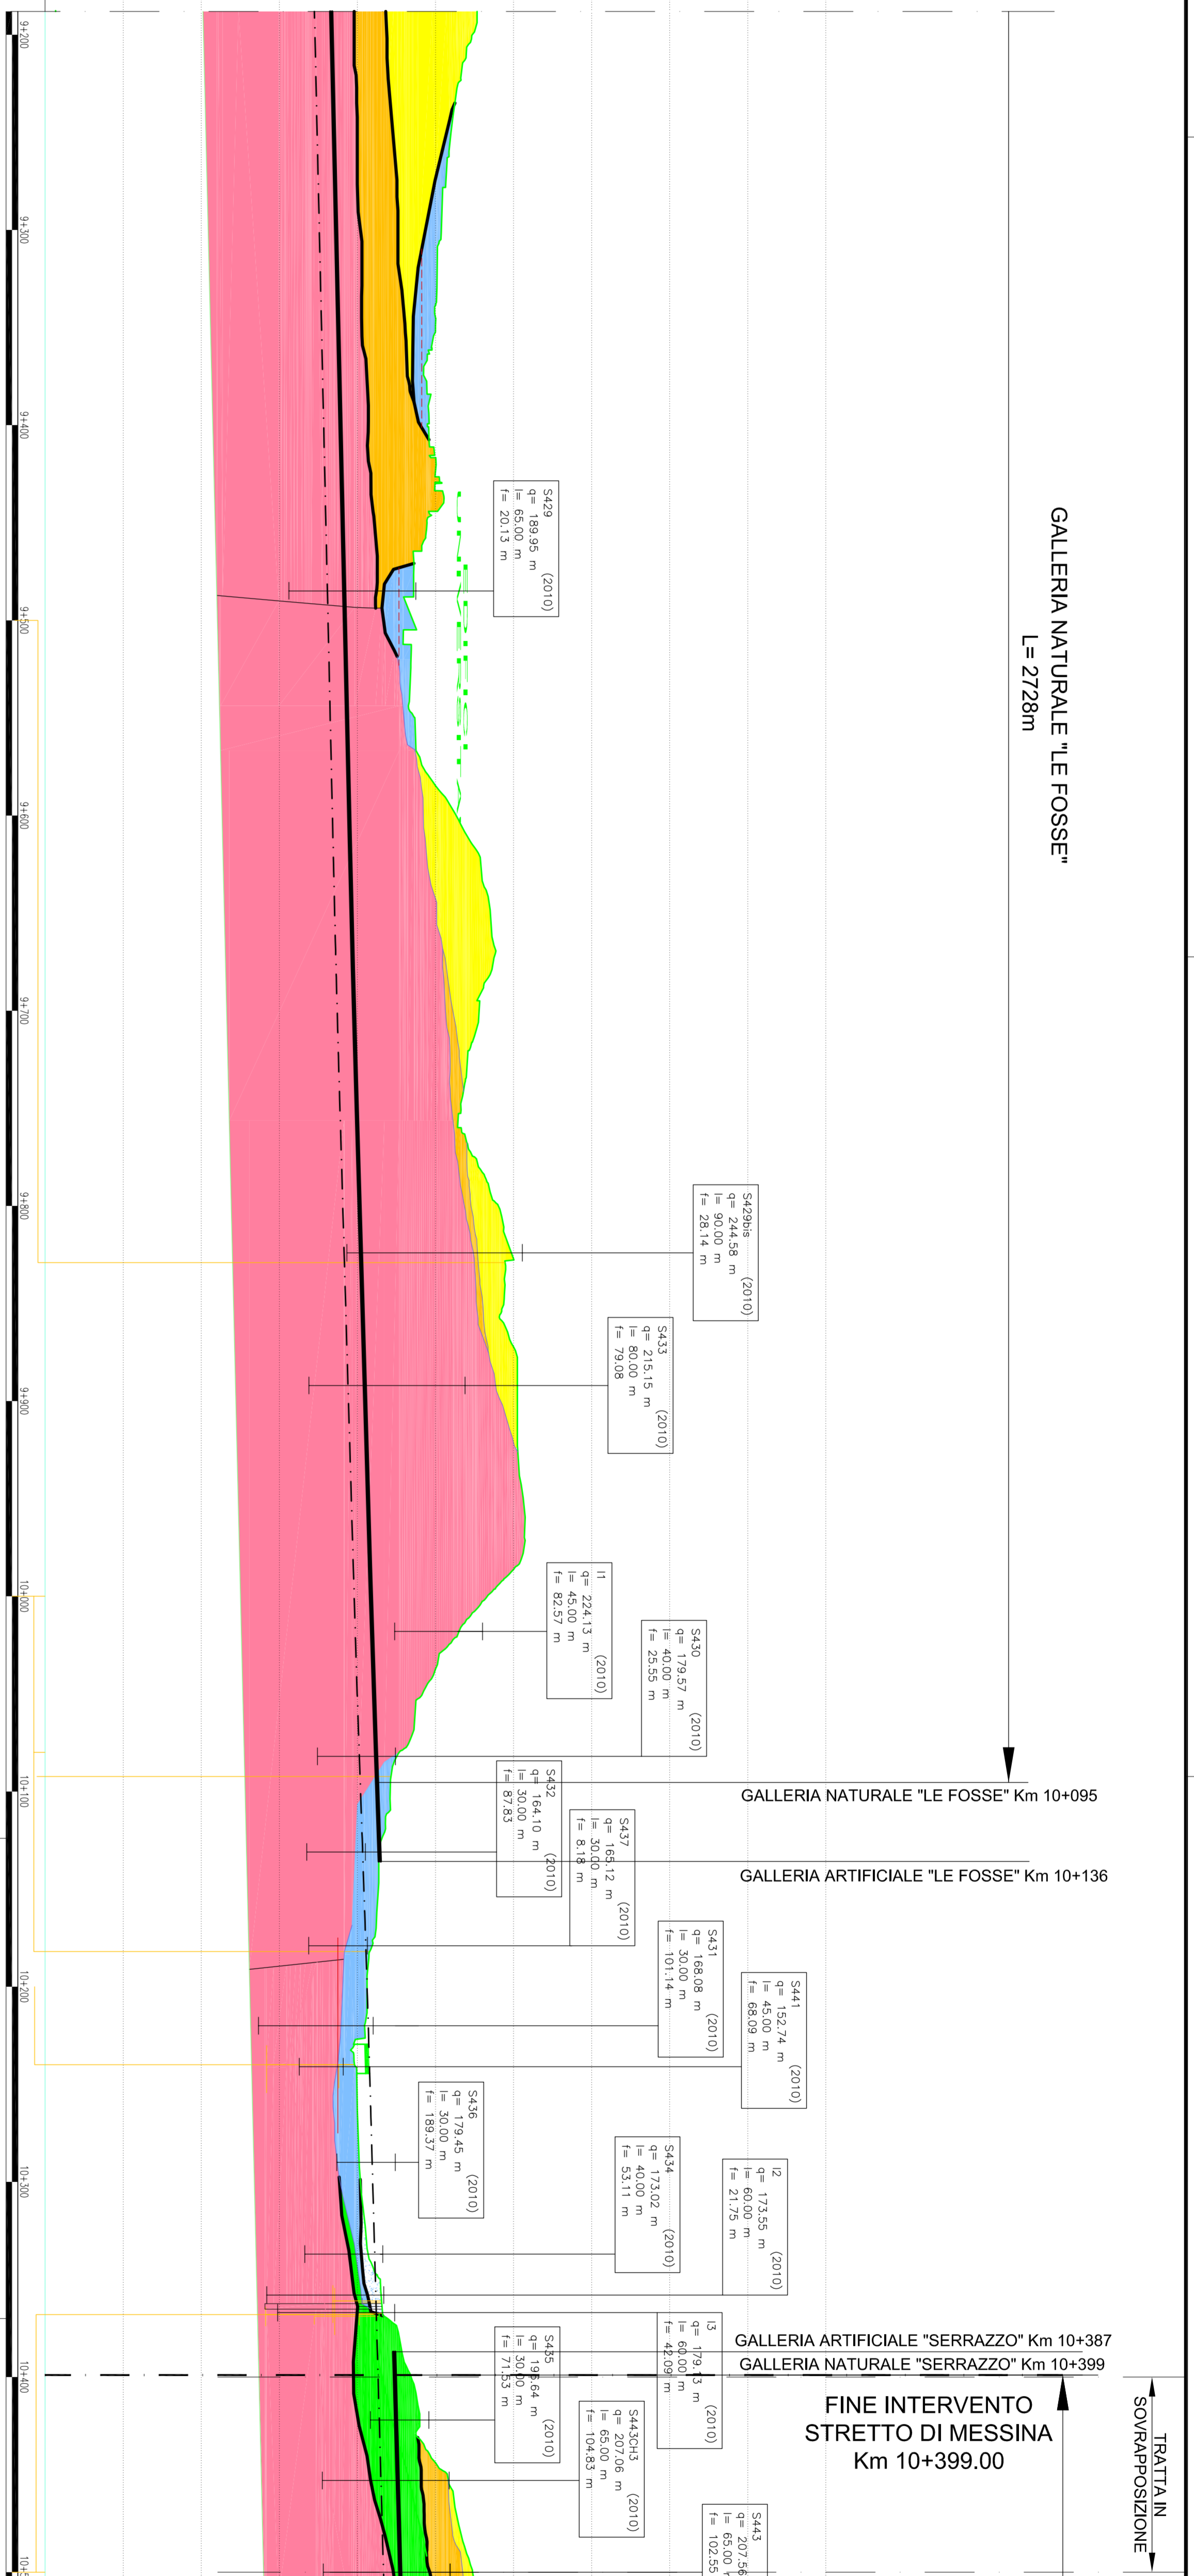 GALLERIA NATURALE "LE FOSSE"
L= 2728m
S429 (2010)
q= 189.95 m
l= 65.00 m
f= 20.13 m
S429bis (2010)
q= 244.58 m
l= 90.00 m
f= 28.14 m
S433 (2010)
q= 215.15 m
l= 80.00 m
f= 79.08
I1 (2010)
q= 224.13 m
l= 45.00 m
f= 82.57 m
S430 (2010)
q= 179.57 m
l= 40.00 m
f= 25.55 m
GALLERIA NATURALE "LE FOSSE" Km 10+095
S432 (2010)
q= 164.10 m
l= 30.00 m
f= 87.83
S437 (2010)
q= 165.12 m
l= 30.00 m
f= 8.18 m
GALLERIA ARTIFICIALE "LE FOSSE" Km 10+136
S431 (2010)
q= 168.08 m
l= 30.00 m
f= 101.14 m
S441 (2010)
q= 152.74 m
l= 45.00 m
f= 68.09 m
S436 (2010)
q= 179.45 m
l= 30.00 m
f= 189.37 m
S434 (2010)
q= 173.02 m
l= 40.00 m
f= 53.11 m
I2 (2010)
q= 173.55 m
l= 60.00 m
f= 21.75 m
I3 (2010)
q= 179.13 m
l= 60.00 m
f= 42.09 m
GALLERIA ARTIFICIALE "SERRAZZO" Km 10+387
GALLERIA NATURALE "SERRAZZO" Km 10+399
S435 (2010)
q= 196.64 m
l= 30.00 m
f= 71.53 m
S443CH3 (2010)
q= 207.06 m
l= 65.00 m
f= 104.83 m
S443
q= 207.56
l= 65.00
f= 102.55
FINE INTERVENTO
STRETTO DI MESSINA
Km 10+399.00
TRATTA IN
SOVRAPPOSIZIONE
9+200
9+300
9+400
9+500
9+600
9+700
9+800
9+900
10+000
10+100
10+200
10+300
10+400